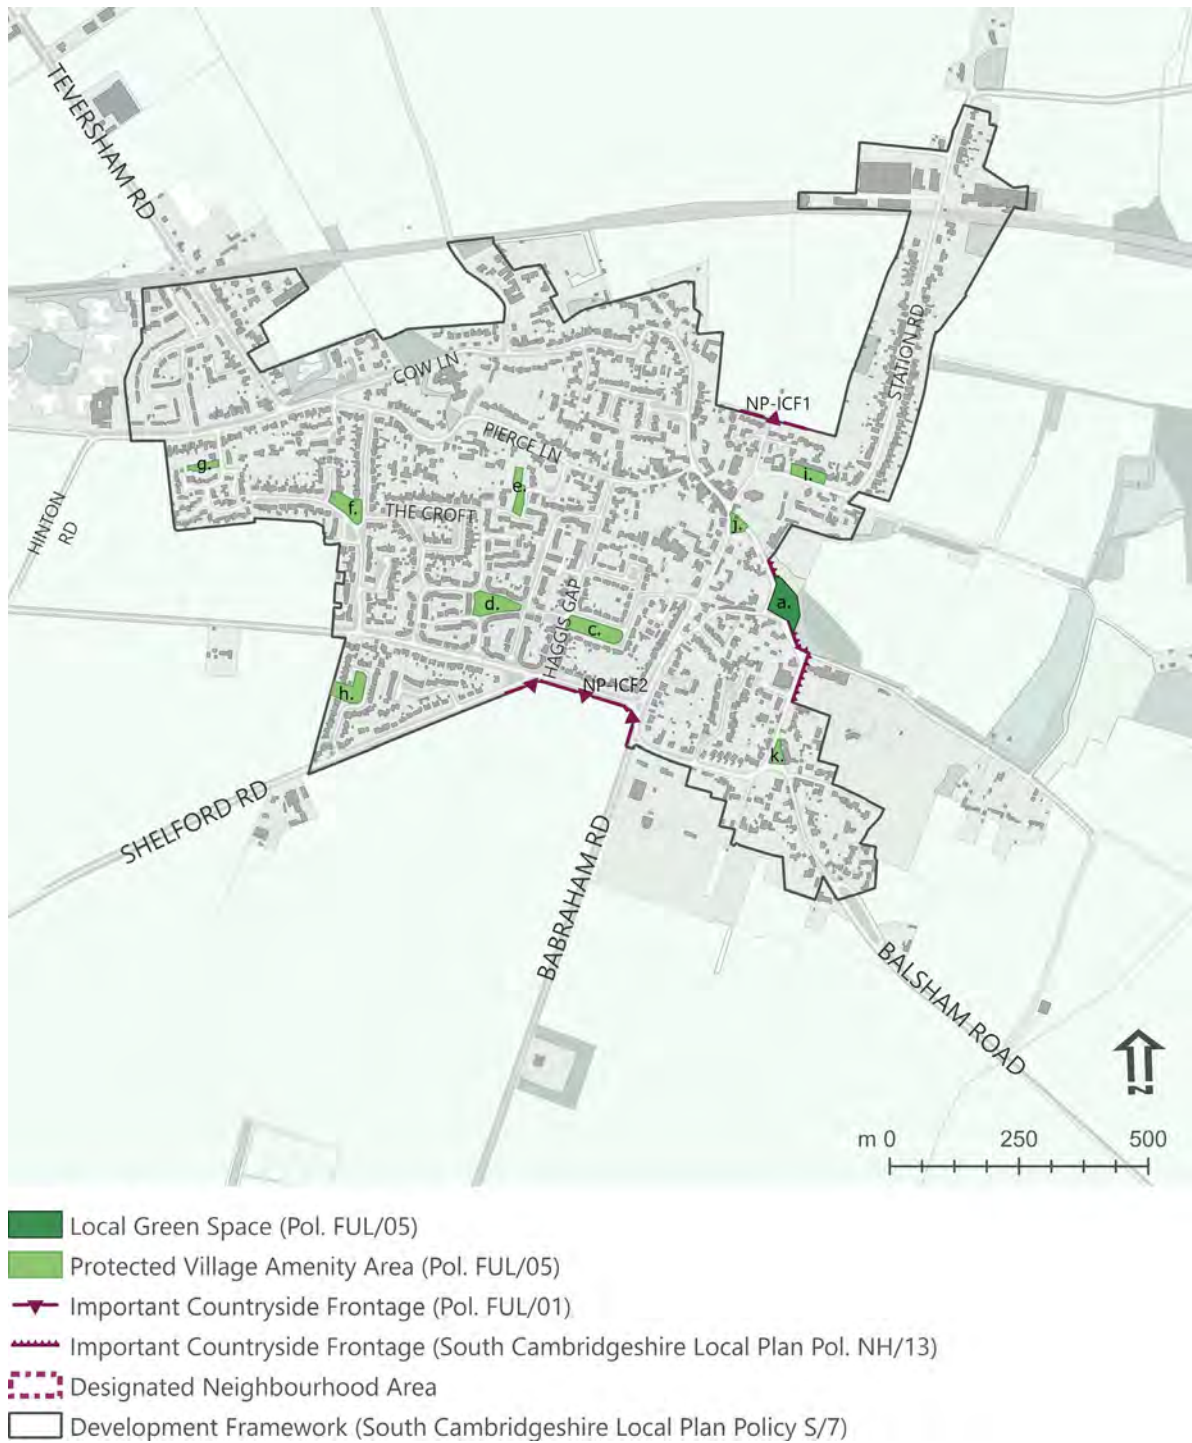 TEVERSHAM RD
STATION RD
COW LN
NP-ICF1
PIERCE LN
g.
e.
i.
f.
THE CROFT
j.
HINTON
RD
a.
d.
HAGGIS GAP
c.
h.
NP-ICF2
k.
SHELFORD RD
BABRAHAM RD
BALSHAM ROAD
N
m 0 250 500
Local Green Space (Pol. FUL/05)
Protected Village Amenity Area (Pol. FUL/05)
Important Countryside Frontage (Pol. FUL/01)
Important Countryside Frontage (South Cambridgeshire Local Plan Pol. NH/13)
Designated Neighbourhood Area
Development Framework (South Cambridgeshire Local Plan Policy S/7)